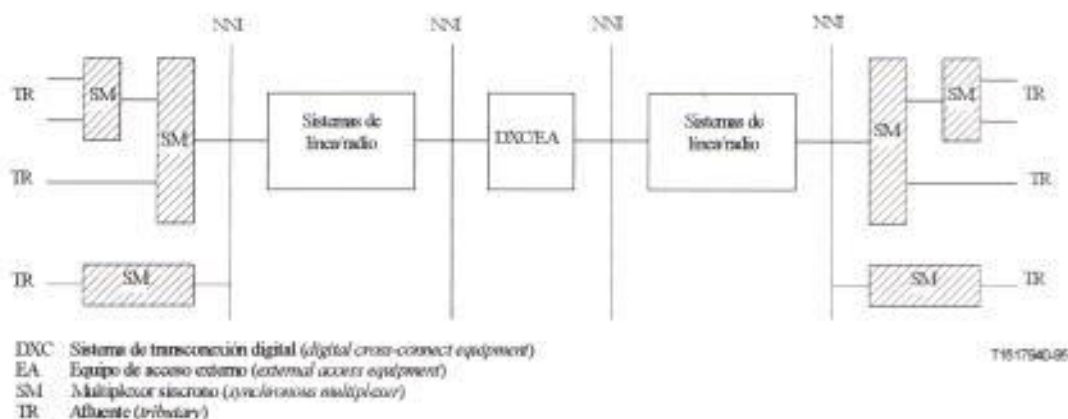 NNI NNI NNI NNI
TR
SM
SM
TR
TR
SM
Sistemas de
línea/radio
DXC/EA
Sistemas de
línea/radio
SM
SM
TR
TR
SM
TR
DXC Sistema de transconexión digital (digital cross-connect equipment)
EA Equipo de acceso externo (external access equipment)
SM Multiplexor síncrono (synchronous multiplexer)
TR Afluente (tributary)
T1817540-95